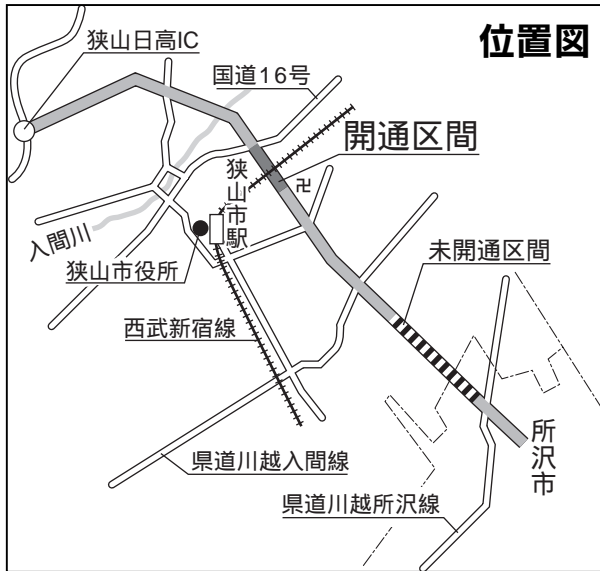 位置図
狭山日高IC
国道16号
開通区間
狭山市駅
卍
入間川
狭山市役所
未開通区間
西武新宿線
県道川越入間線
所沢市
県道川越所沢線